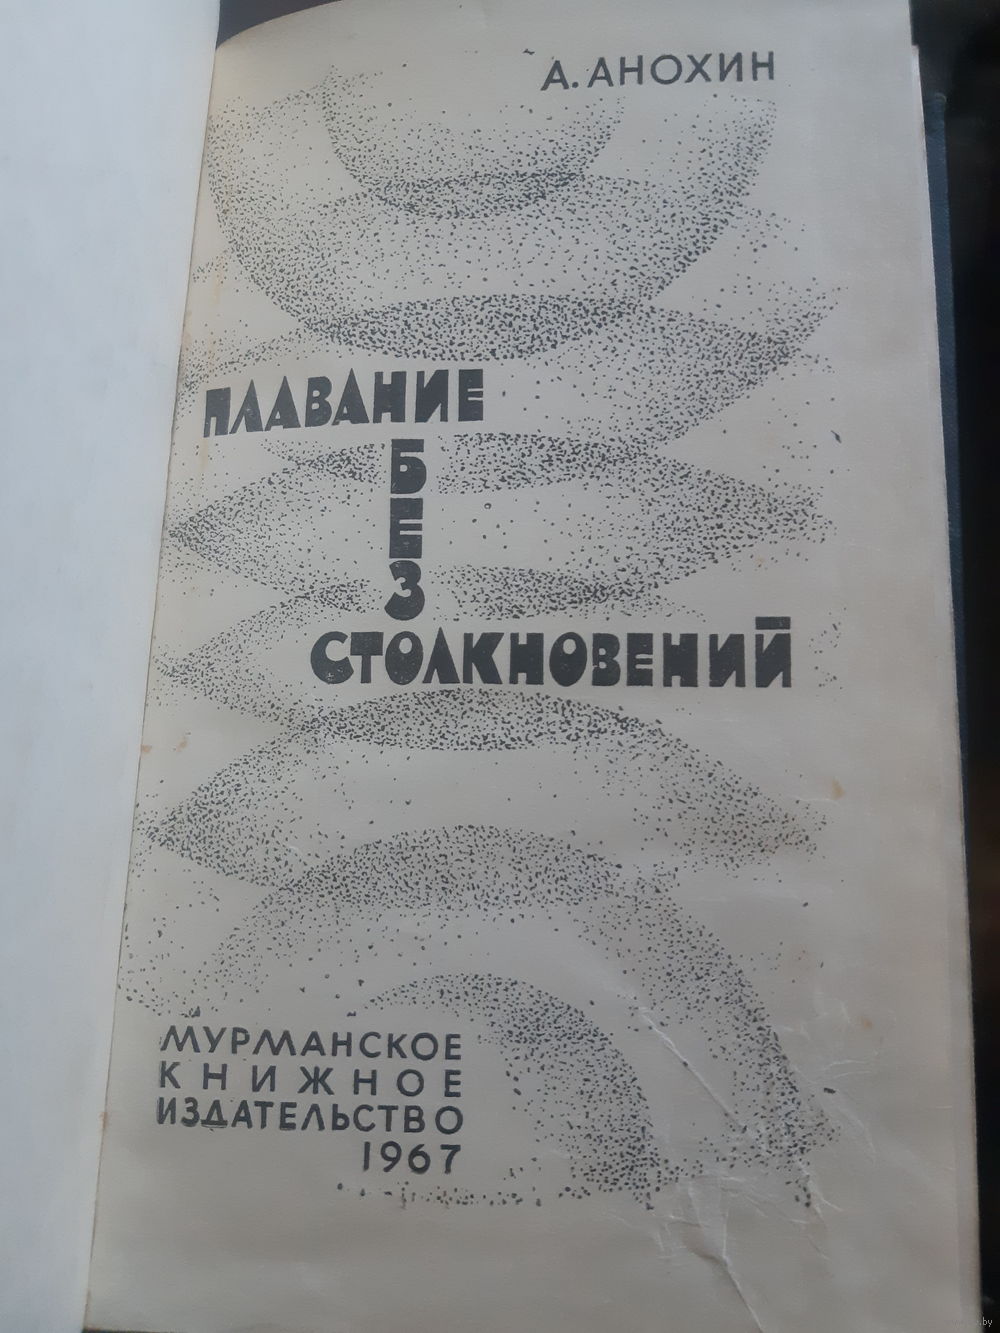 А. АНОХИН
ПЛАВАНИЕ
БЕЗ
СТОЛКНОВЕНИЙ
МУРМАНСКОЕ
КНИЖНОЕ
ИЗДАТЕЛЬСТВО
1967